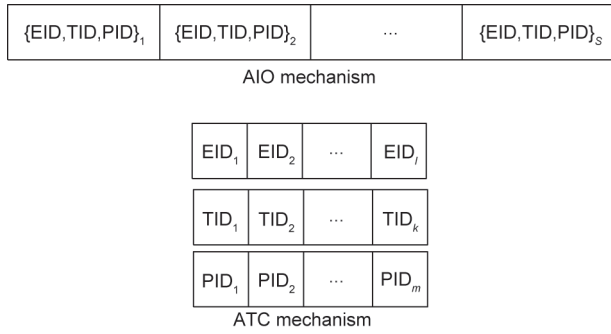 {EID,TID,PID}₁ {EID,TID,PID}₂ ··· {EID,TID,PID}S
AIO mechanism
EID₁ EID₂ ··· EIDl
TID₁ TID₂ ··· TIDk
PID₁ PID₂ ··· PIDm
ATC mechanism